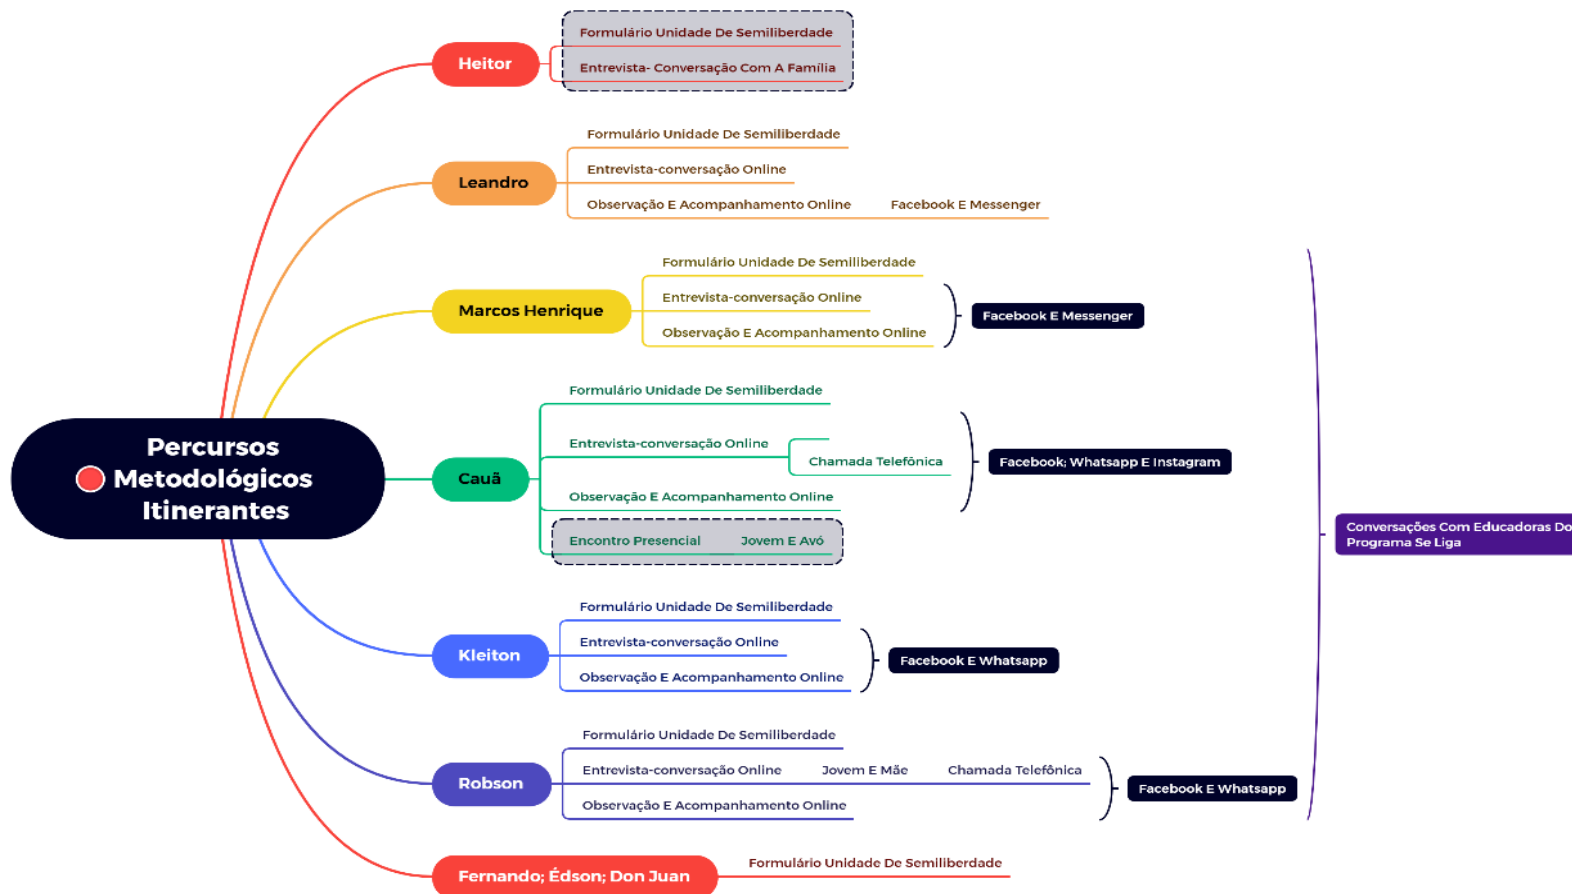 Percursos
Metodológicos
Itinerantes
Heitor
Formulário Unidade De Semiliberdade
Entrevista- Conversação Com A Família
Leandro
Formulário Unidade De Semiliberdade
Entrevista-conversação Online
Observação E Acompanhamento Online
Facebook E Messenger
Marcos Henrique
Formulário Unidade De Semiliberdade
Entrevista-conversação Online
Observação E Acompanhamento Online
Facebook E Messenger
Cauã
Formulário Unidade De Semiliberdade
Entrevista-conversação Online
Chamada Telefônica
Observação E Acompanhamento Online
Facebook; Whatsapp E Instagram
Encontro Presencial
Jovem E Avó
Kleiton
Formulário Unidade De Semiliberdade
Entrevista-conversação Online
Observação E Acompanhamento Online
Facebook E Whatsapp
Robson
Formulário Unidade De Semiliberdade
Entrevista-conversação Online
Jovem E Mãe
Chamada Telefônica
Observação E Acompanhamento Online
Facebook E Whatsapp
Conversações Com Educadoras Do
Programa Se Liga
Fernando; Édson; Don Juan
Formulário Unidade De Semiliberdade